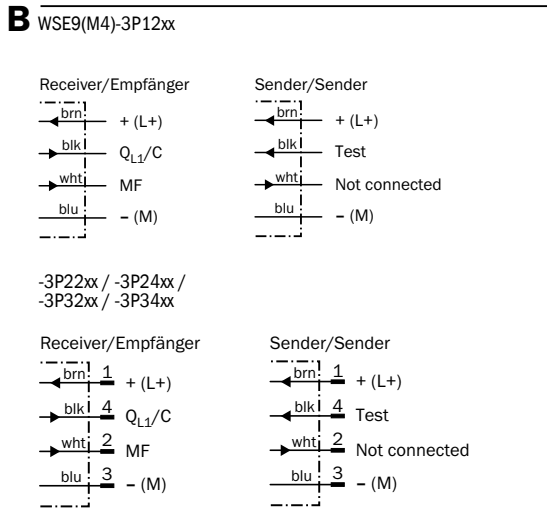 B WSE9(M4)-3P12xx
Receiver/Empfänger
brn + (L+)
blk QL1/C
wht MF
blu – (M)
Sender/Sender
brn + (L+)
blk Test
wht Not connected
blu – (M)
-3P22xx / -3P24xx /
-3P32xx / -3P34xx
Receiver/Empfänger
brn 1 + (L+)
blk 4 QL1/C
wht 2 MF
blu 3 – (M)
Sender/Sender
brn 1 + (L+)
blk 4 Test
wht 2 Not connected
blu 3 – (M)